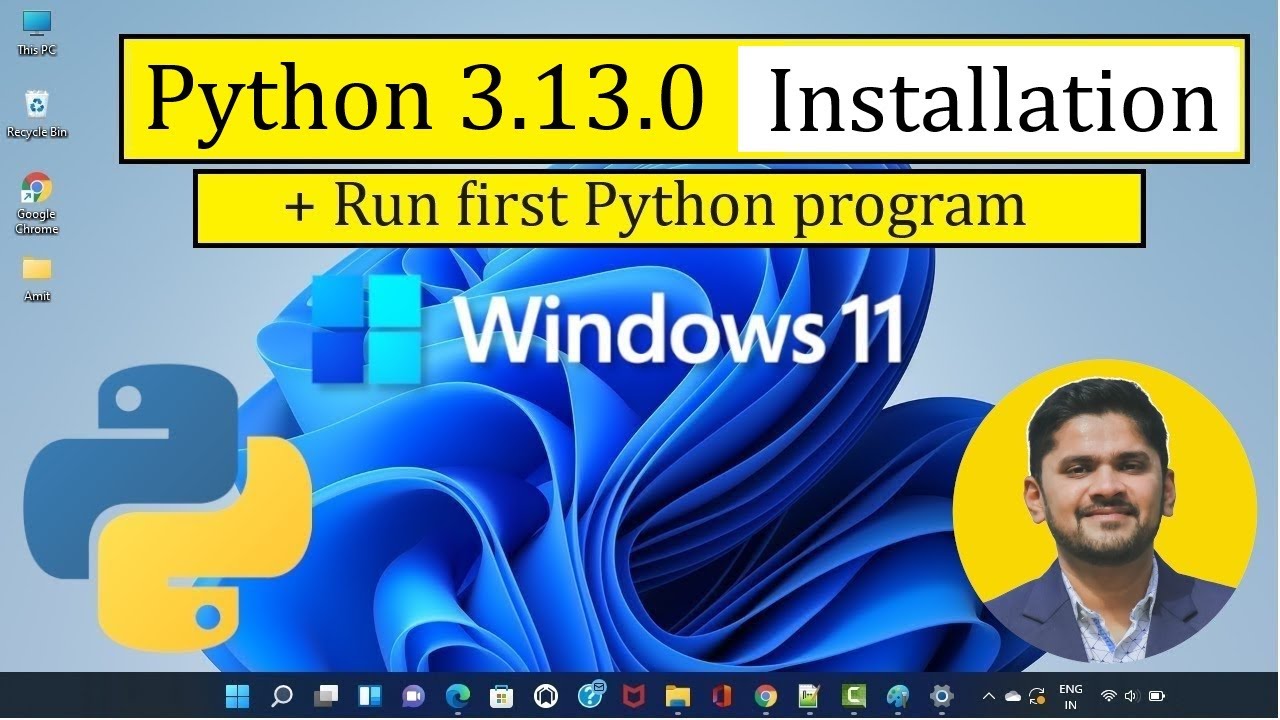 This PC
Recycle Bin
Google
Chrome
Amit
Python 3.13.0 Installation
+ Run first Python program
Windows 11
ENG
IN